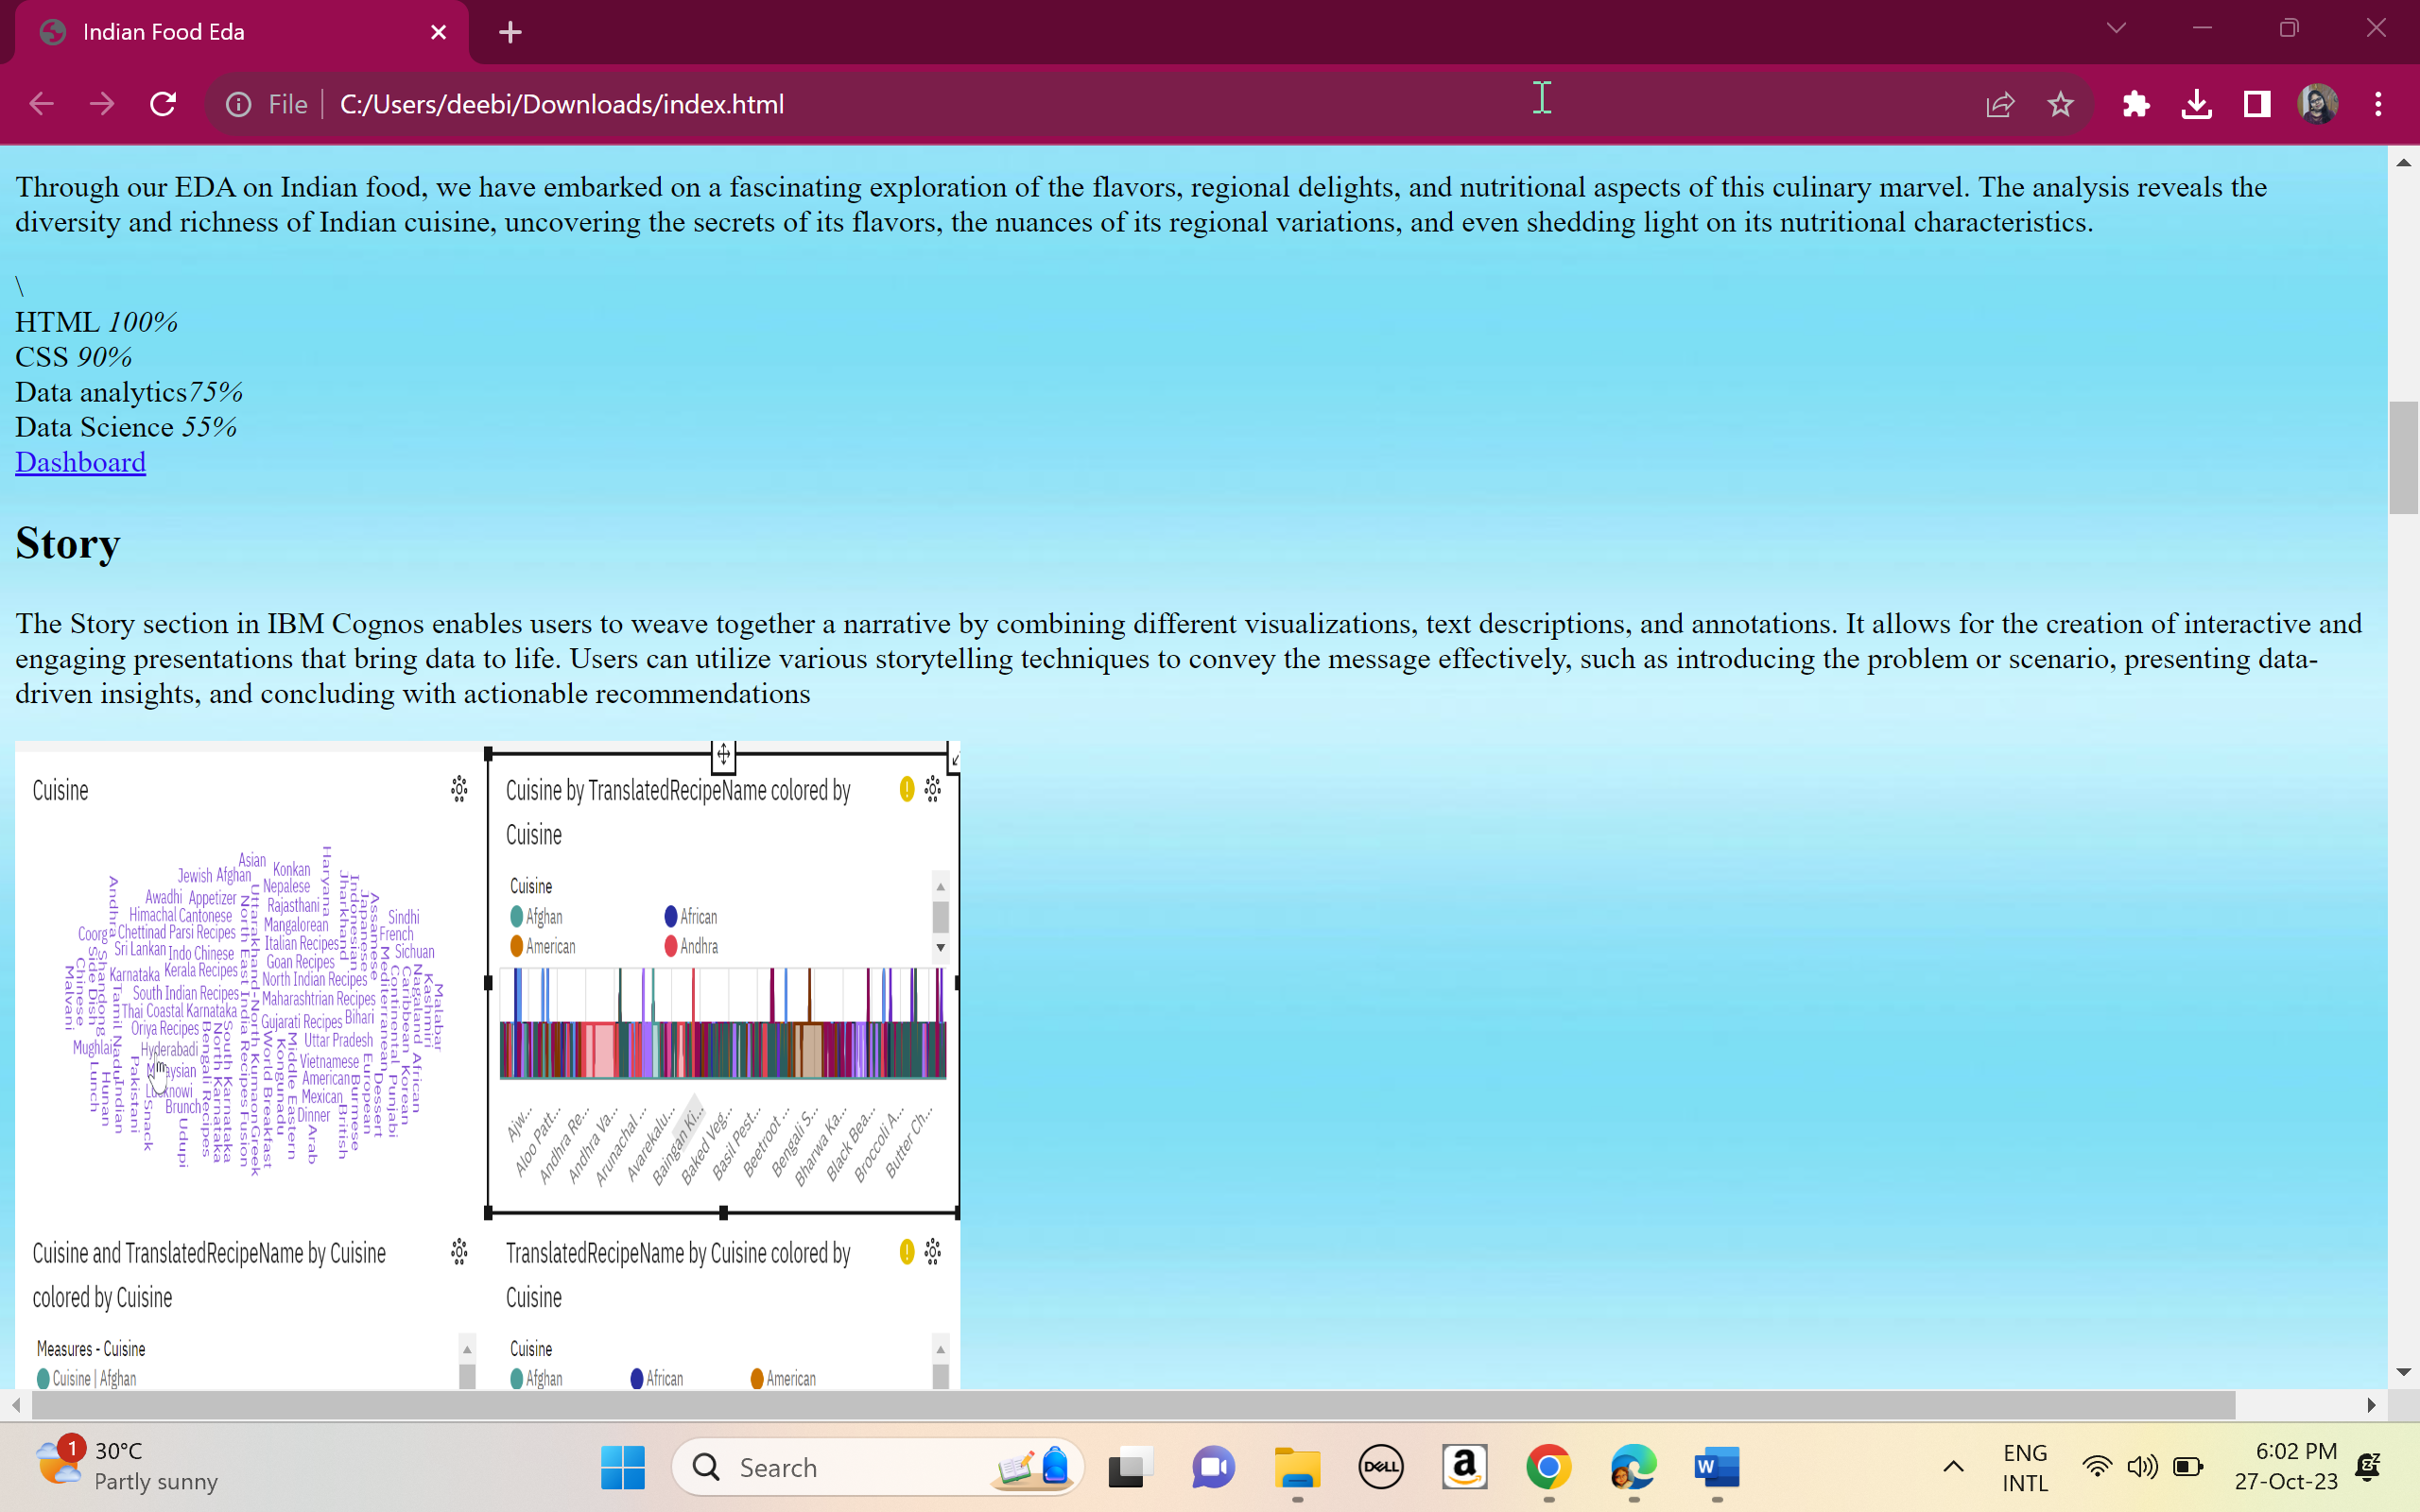 Indian Food Eda
File C:/Users/deebi/Downloads/index.html
Through our EDA on Indian food, we have embarked on a fascinating exploration of the flavors, regional delights, and nutritional aspects of this culinary marvel. The analysis reveals the
diversity and richness of Indian cuisine, uncovering the secrets of its flavors, the nuances of its regional variations, and even shedding light on its nutritional characteristics.
\
HTML 100%
CSS 90%
Data analytics75%
Data Science 55%
Dashboard
Story
The Story section in IBM Cognos enables users to weave together a narrative by combining different visualizations, text descriptions, and annotations. It allows for the creation of interactive and
engaging presentations that bring data to life. Users can utilize various storytelling techniques to convey the message effectively, such as introducing the problem or scenario, presenting data-
driven insights, and concluding with actionable recommendations
Cuisine
Asian
Konkan
Haryana
Jewish Afghan
Nepalese
Andhra
Awadhi Appetizer
Rajasthani
Jharkhand
Indonesian
Japanese
Assamese
Himachal Cantonese
Mangalorean
Sindhi
Coorg
Chettinad Parsi Recipes
Italian Recipes
French
Sri Lankan Indo Chinese
Goan Recipes
Sichuan
Karnataka Kerala Recipes
North Indian Recipes
South Indian Recipes
Maharashtrian Recipes
Thai Coastal Karnataka
Gujarati Recipes Bihari
Oriya Recipes
Uttar Pradesh
Mughlai
Hyderabadi
Vietnamese
American
Mexican
Brunch
Dinner
Malvani
Chinese
Side Dish
Shandong
Tamil Nadu
Lunch
Hunan
Indian
Pakistani
Snack
Udupi
Bengali Recipes
North Karnataka
South Karnataka
North East India Recipes
Fusion
Uttarakhand-North Kumaon
Greek
World Breakfast
Kongunadu
Middle Eastern
Arab
British
Burmese
European
Dessert
Punjabi
Mediterranean
Continental
Korean
Caribbean
African
Nagaland
Kashmiri
Malabar
Cuisine by TranslatedRecipeName colored by
Cuisine
Cuisine
Afghan African
American Andhra
Ajw...
Aloo Patt...
Andhra Re...
Andhra Va...
Arunachal ...
Avarekalu...
Baingan Ki...
Baked Veg...
Basil Pest...
Beetroot ...
Bengali S...
Bharwa Ka...
Black Bea...
Broccoli A...
Butter Ch...
Cuisine and TranslatedRecipeName by Cuisine
colored by Cuisine
Measures - Cuisine
Cuisine | Afghan
TranslatedRecipeName by Cuisine colored by
Cuisine
Cuisine
Afghan African American
1
30°C
Partly sunny
Search
DELL
a
W
ENG
INTL
6:02 PM
27-Oct-23